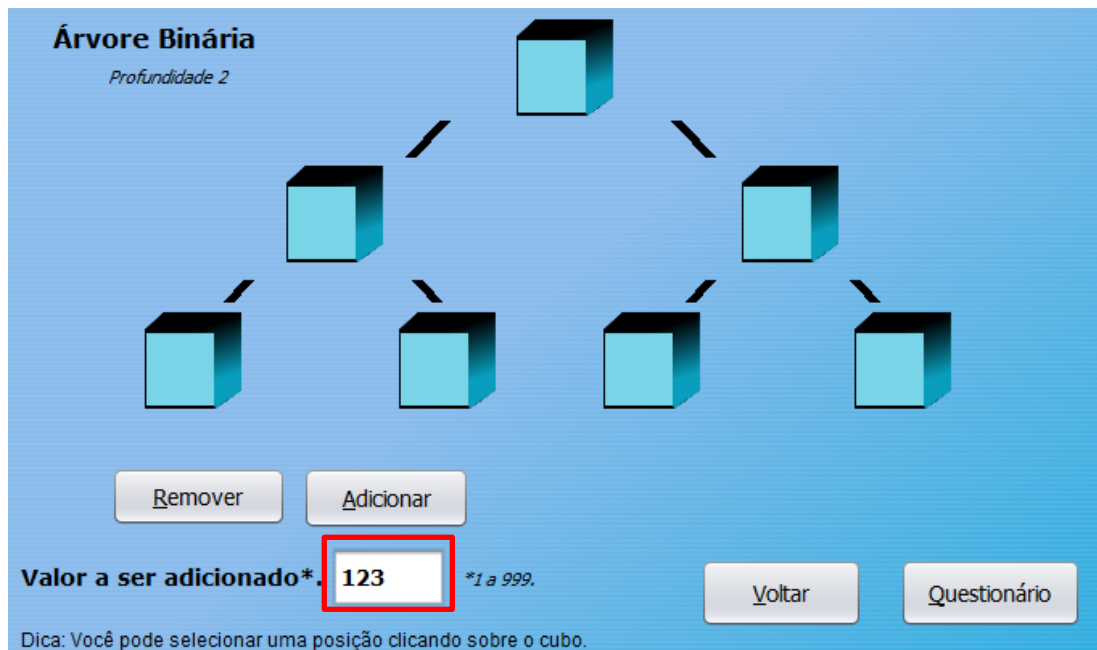 Árvore Binária
Profundidade 2
Remover
Adicionar
Valor a ser adicionado*.
123
*1 a 999.
Voltar
Questionário
Dica: Você pode selecionar uma posição clicando sobre o cubo.